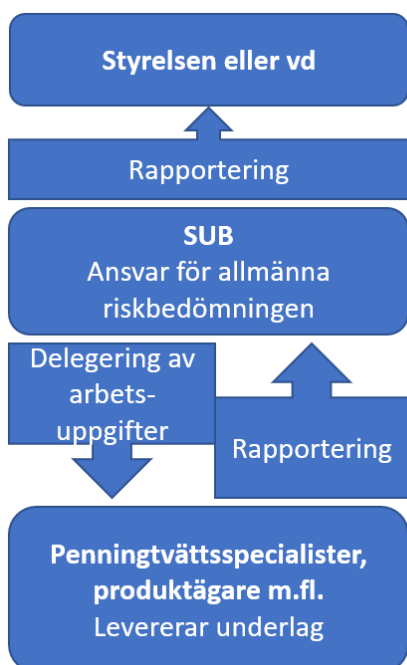 Styrelsen eller vd
Rapportering
SUB
Ansvar för allmänna
riskbedömningen
Delegering av
arbets-
uppgifter
Rapportering
Penningtvättsspecialister,
produktägare m.fl.
Levererar underlag